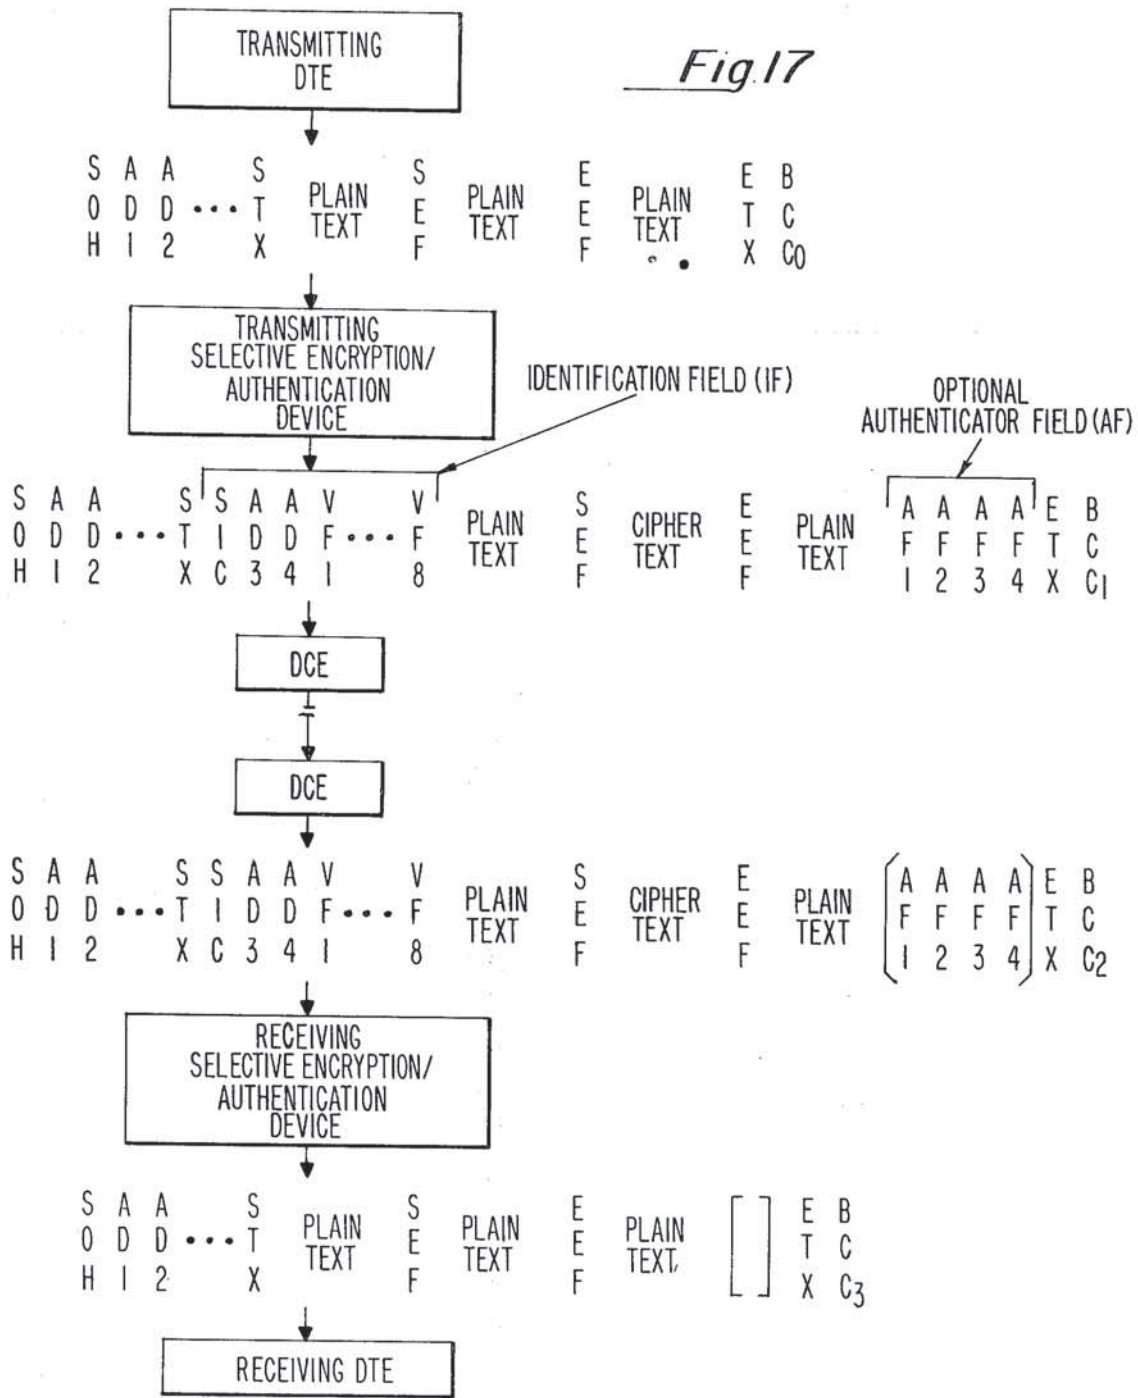 Fig.17
TRANSMITTING
DTE
S A A S S E E B
O D D ••• T PLAIN TEXT E PLAIN TEXT E PLAIN TEXT T C
H 1 2 X F F X C0
TRANSMITTING
SELECTIVE ENCRYPTION/
AUTHENTICATION
DEVICE
IDENTIFICATION FIELD (IF)
OPTIONAL
AUTHENTICATOR FIELD (AF)
S A A S S A A V V S E A A A A E B
O D D ••• T I D D F ••• F PLAIN TEXT E CIPHER TEXT E PLAIN TEXT F F F F T C
H 1 2 X C 3 4 1 8 F F 1 2 3 4 X C1
DCE
DCE
S A A S S A A V V S E A A A A E B
O D D ••• T I D D F ••• F PLAIN TEXT E CIPHER TEXT E PLAIN TEXT F F F F T C
H 1 2 X C 3 4 1 8 F F 1 2 3 4 X C2
RECEIVING
SELECTIVE ENCRYPTION/
AUTHENTICATION
DEVICE
S A A S S E E B
O D D ••• T PLAIN TEXT E PLAIN TEXT E PLAIN TEXT [ ] T C
H 1 2 X F F X C3
RECEIVING DTE